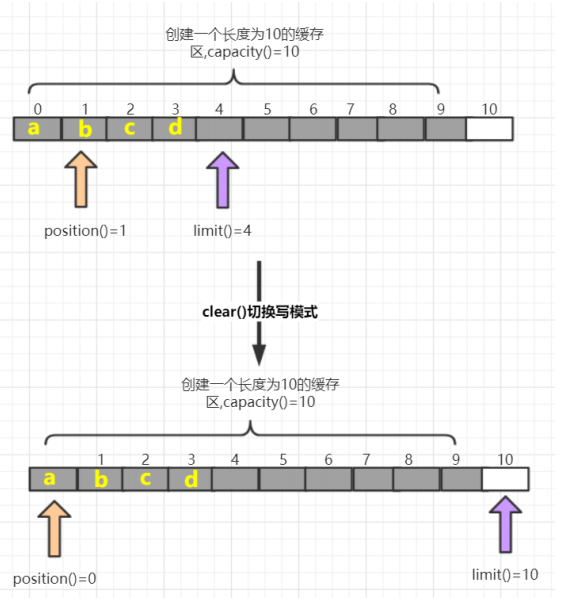 创建一个长度为10的缓存
区,capacity()=10
0 1 2 3 4 5 6 7 8 9 10
a b c d
position()=1 limit()=4
clear()切换写模式
创建一个长度为10的缓存
区,capacity()=10
1 2 3 4 5 6 7 8 9 10
a b c d
position()=0 limit()=10